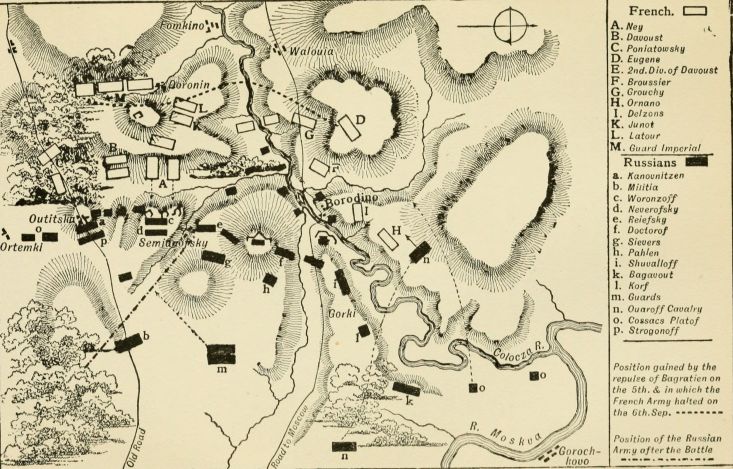 Fomkino
Walouia
Doronin
M
L
K
G
D
F
B
A
C
Borodino
I
H
Outitska
o
a
p
d
c
e
Semianofsky
f
Ortemki
g
h
i
n
Gorki
l
b
m
k
o
o
Colocza R.
R. Moskva
n
Goroch-
kovo
Old Road
Road to Moscow
French.
A. Ney
B. Davoust
C. Poniatowsky
D. Eugene
E. 2nd. Div. of Davoust
F. Broussier
G. Grouchy
H. Ornano
I. Delzons
K. Junot
L. Latour
M. Guard Imperial
Russians
a. Kanovnitzen
b. Militia
c. Woronzoff
d. Neverofsky
e. Reiefsky
f. Doctorof
g. Sievers
h. Pahlen
i. Shuvalloff
k. Bagavout
l. Korf
m. Guards
n. Ouaroff Cavalry
o. Cossacs Platof
p. Strogonoff
Position gained by the
repulse of Bagratien on
the 5th. & in which the
French Army halted on
the 6th. Sep.
Position of the Russian
Army after the Battle